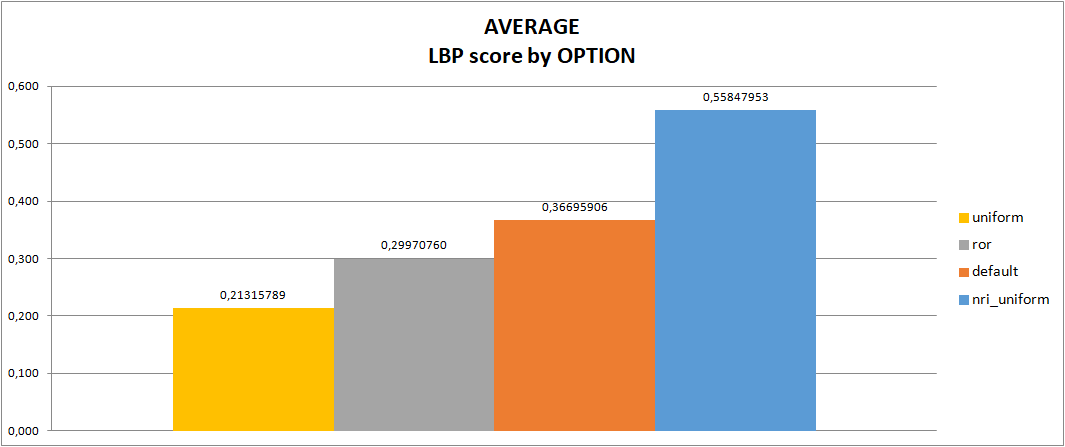 AVERAGE
LBP score by OPTION
0,600
0,500
0,400
0,300
0,200
0,100
0,000
0,21315789
0,29970760
0,36695906
0,55847953
uniform
ror
default
nri_uniform